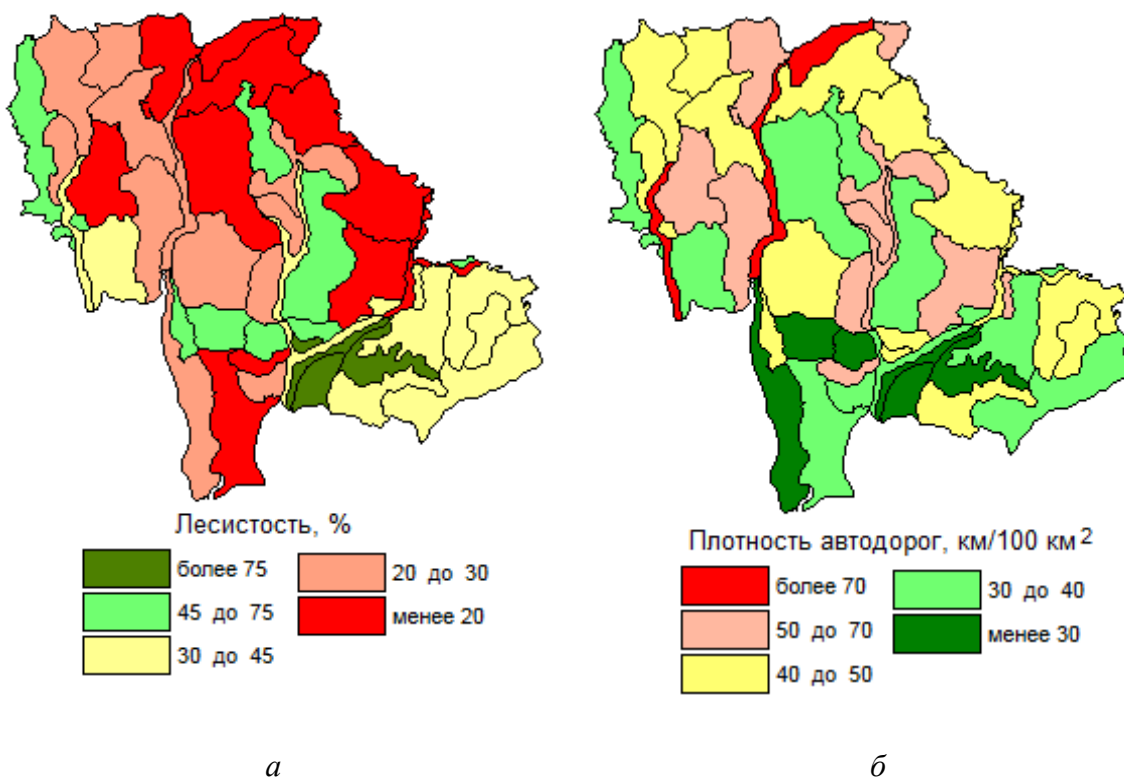 Лесистость, %
более 75
45 до 75
30 до 45
20 до 30
менее 20
Плотность автодорог, км/100 км²
более 70
50 до 70
40 до 50
30 до 40
менее 30
а
б